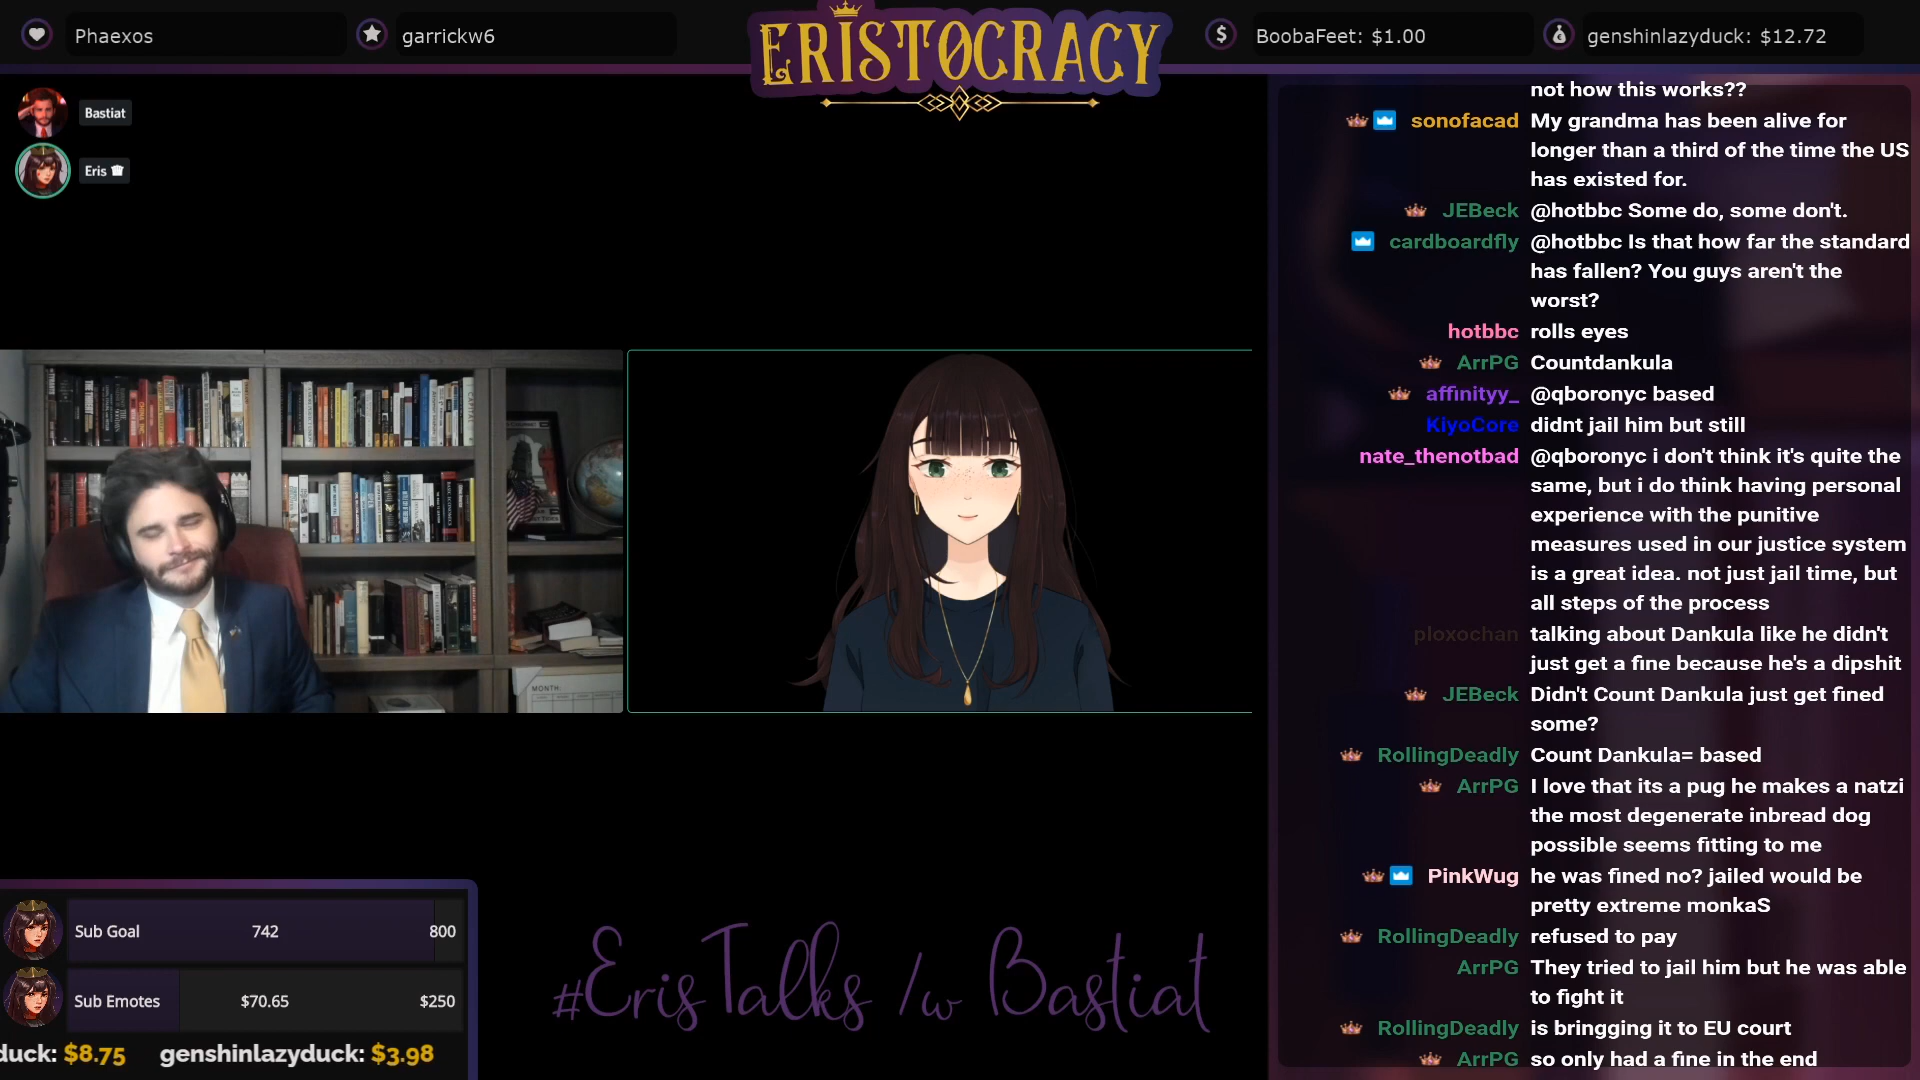 Phaexos
garrickw6
ERISTOCRACY
BoobaFeet: $1.00
genshinlazyduck: $12.72
Bastiat
Eris
MONTH:
Sub Goal 742 800
Sub Emotes $70.65 $250
duck: $8.75 genshinlazyduck: $3.98
#ErisTalks /w Bastiat
not how this works??
sonofacad My grandma has been alive for
longer than a third of the time the US
has existed for.
JEBeck @hotbbc Some do, some don't.
cardboardfly @hotbbc Is that how far the standard
has fallen? You guys aren't the
worst?
hotbbc rolls eyes
ArrPG Countdankula
affinityy_ @qboronyc based
KiyoCore didnt jail him but still
nate_thenotbad @qboronyc i don't think it's quite the
same, but i do think having personal
experience with the punitive
measures used in our justice system
is a great idea. not just jail time, but
all steps of the process
ploxochan talking about Dankula like he didn't
just get a fine because he's a dipshit
JEBeck Didn't Count Dankula just get fined
some?
RollingDeadly Count Dankula= based
ArrPG I love that its a pug he makes a natzi
the most degenerate inbread dog
possible seems fitting to me
PinkWug he was fined no? jailed would be
pretty extreme monkaS
RollingDeadly refused to pay
ArrPG They tried to jail him but he was able
to fight it
RollingDeadly is bringging it to EU court
ArrPG so only had a fine in the end